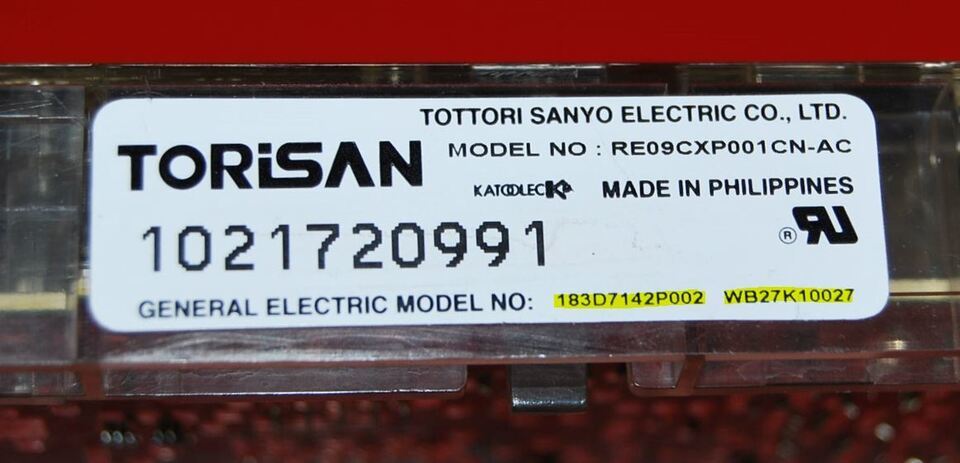 TOTTORI SANYO ELECTRIC CO., LTD.
TORiSAN
MODEL NO : RE09CXP001CN-AC
KATOOLEC
MADE IN PHILIPPINES
1021720991
®
GENERAL ELECTRIC MODEL NO: 183D7142P002 WB27K10027